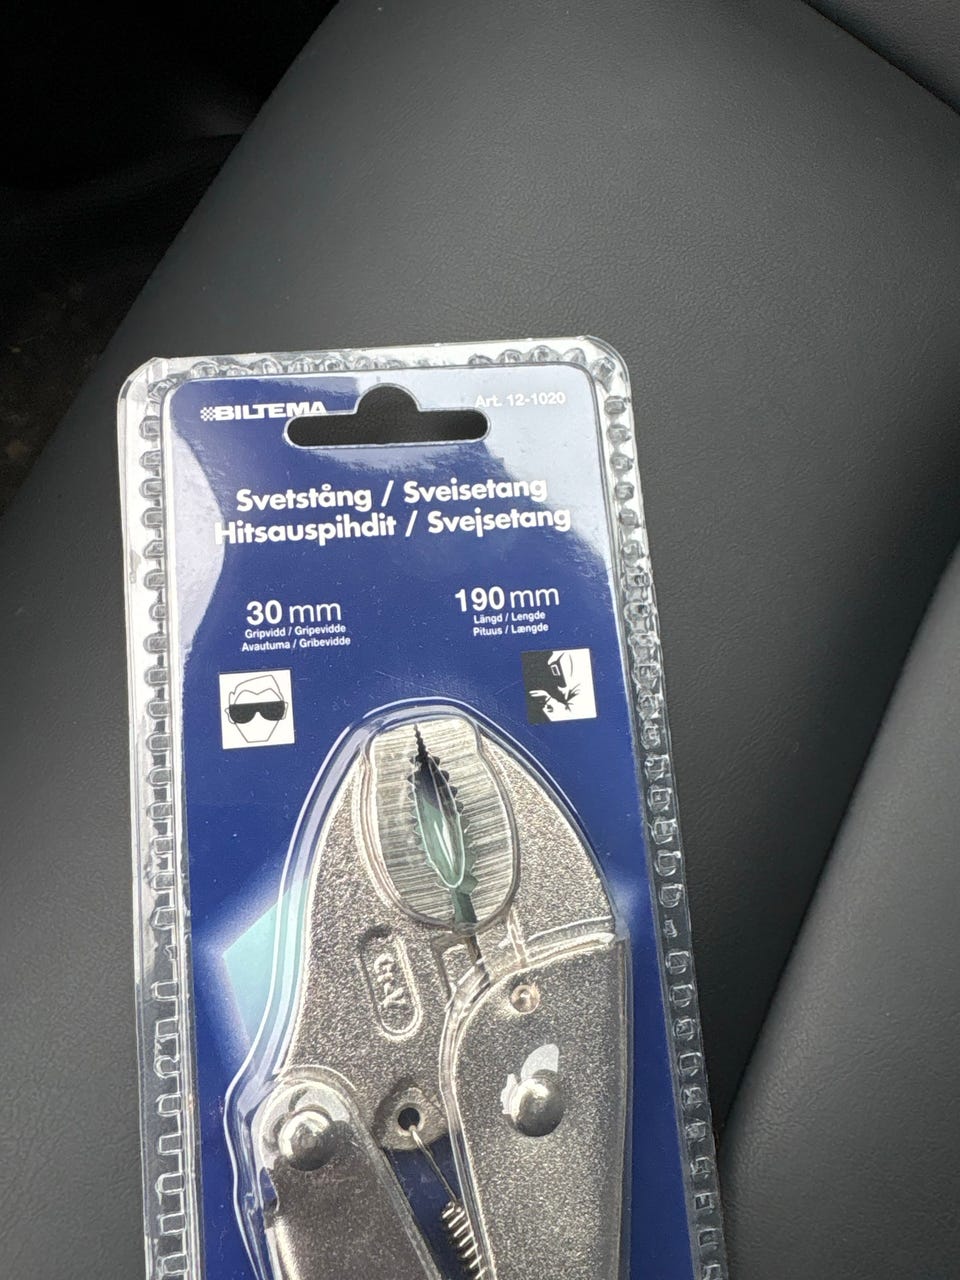 BILTEMA
Art. 12-1020
Svetstång / Sveisetang
Hitsauspihdit / Svejsetang
30 mm
Gripvidd / Gripevidde
Avautuma / Gribevidde
190 mm
Längd / Lengde
Pituus / Længde
Cr.V